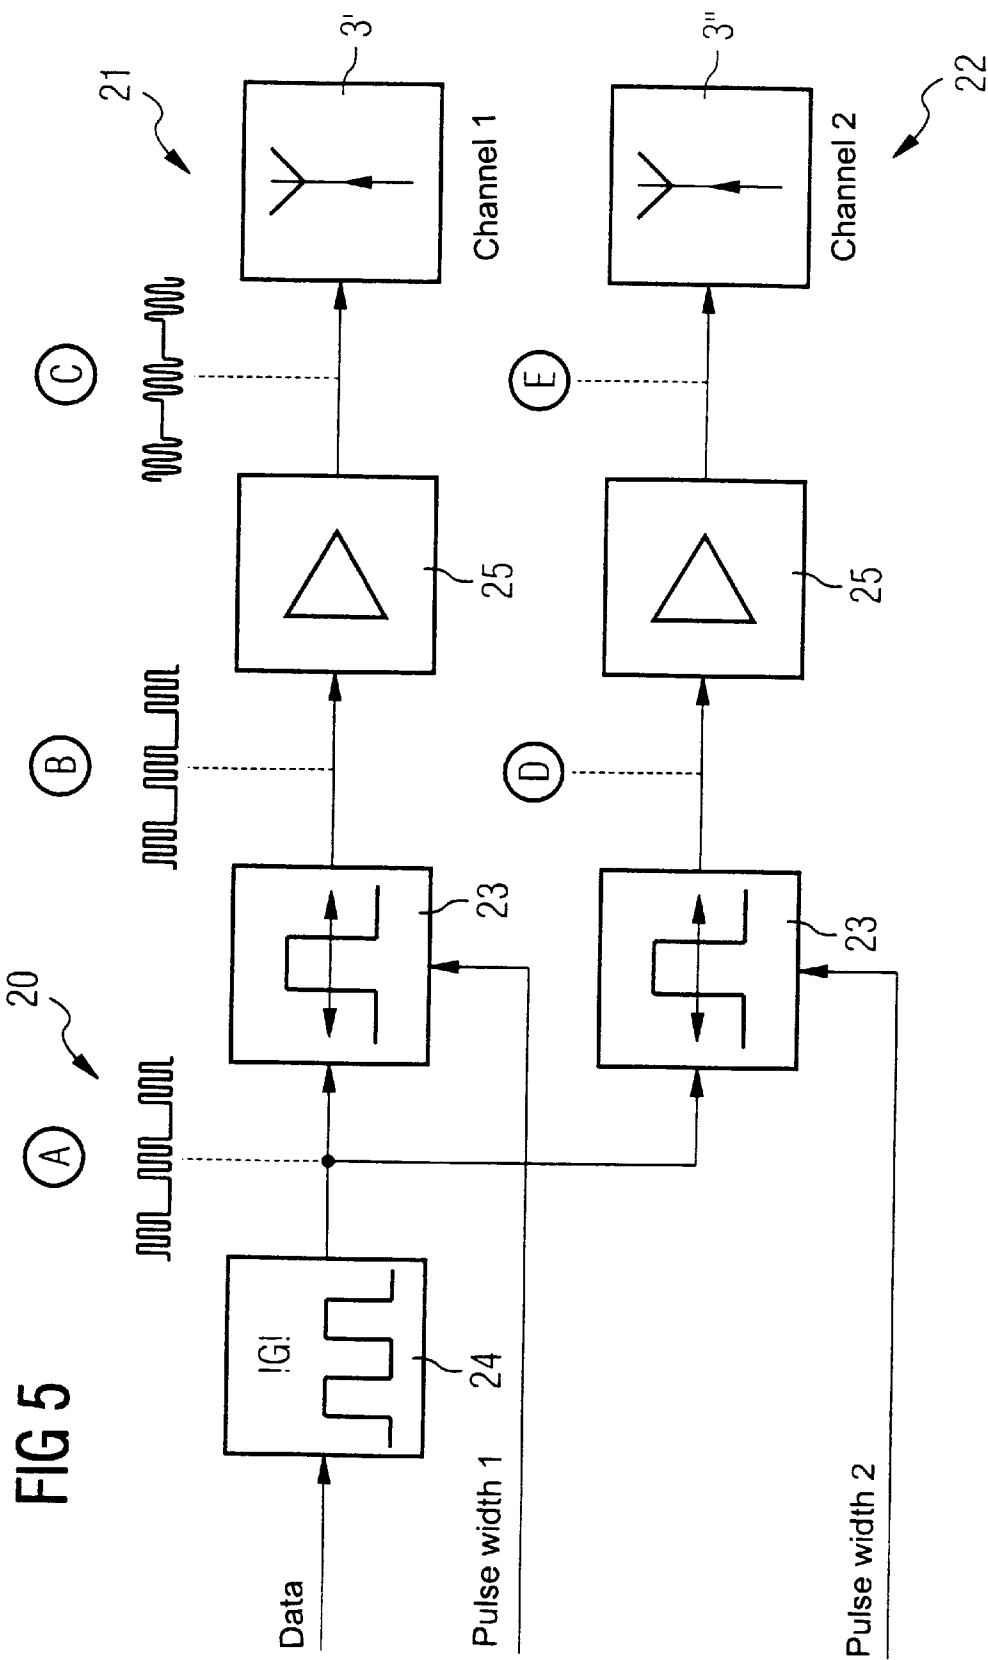 FIG 5
20
21
A
B
C
Data
!G!
24
23
25
3'
Pulse width 1
Channel 1
D
E
23
25
3"
Pulse width 2
Channel 2
22